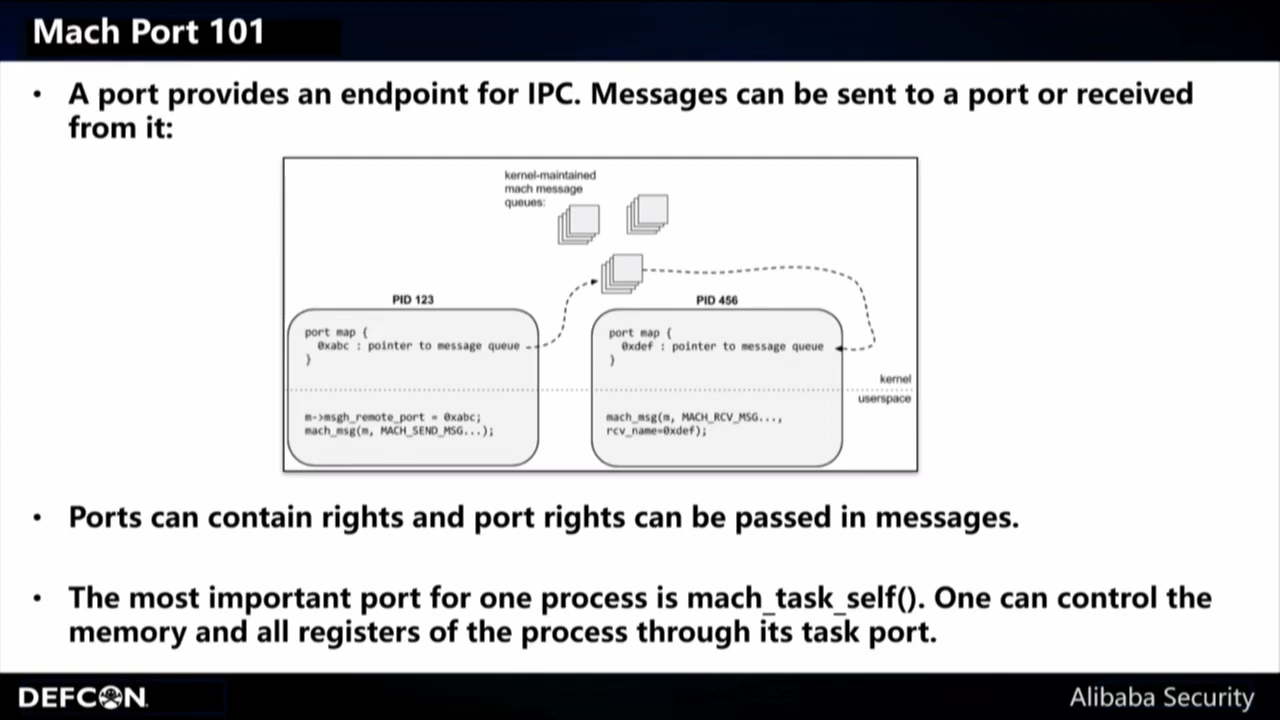 Mach Port 101
• A port provides an endpoint for IPC. Messages can be sent to a port or received
from it:
kernel-maintained
mach message
queues:
PID 123
port map {
0xabc : pointer to message queue
}
m->msgh_remote_port = 0xabc;
mach_msg(m, MACH_SEND_MSG...);
PID 456
port map {
0xdef : pointer to message queue
}
mach_msg(m, MACH_RCV_MSG...,
rcv_name=0xdef);
kernel
userspace
• Ports can contain rights and port rights can be passed in messages.
• The most important port for one process is mach_task_self(). One can control the
memory and all registers of the process through its task port.
DEFCON.
Alibaba Security